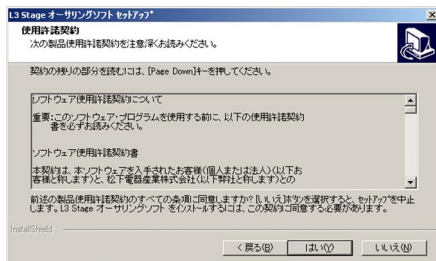 L3 Stage オーサリングソフト セットアップ
使用許諾契約
次の製品使用許諾契約を注意深くお読みください。
契約の残りの部分を読むには、[Page Down]キーを押してください。
ソフトウェア使用許諾契約について
重要:このソフトウェア・プログラムを使用する前に、以下の使用許諾契約
書を必ずお読みください。
ソフトウェア使用許諾契約書
本契約は、本ソフトウェアを入手されたお客様(個人または法人)(以下お
客様と称します)と、松下電器産業株式会社(以下弊社と称します)との
前述の製品使用許諾契約のすべての条項に同意しますか? [いいえ]ボタンを選択すると、セットアップを中止
します。L3 Stage オーサリングソフト をインストールするには、この契約に同意する必要があります。
InstallShield
< 戻る(B)
はい(Y)
いいえ(N)